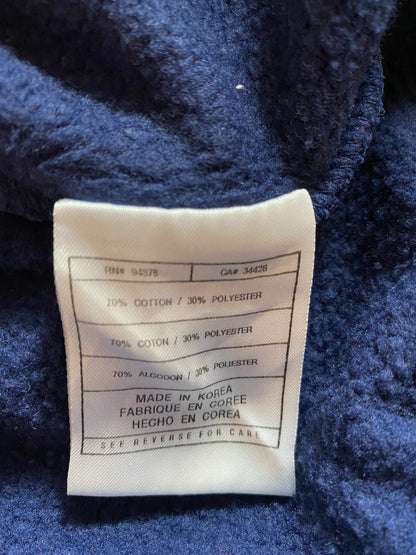 RN# 94878 CA# 34428
70% COTTON / 30% POLYESTER
70% COTON / 30% POLYESTER
70% ALGODON / 30% POLIESTER
MADE IN KOREA
FABRIQUE EN COREE
HECHO EN COREA
SEE REVERSE FOR CARE